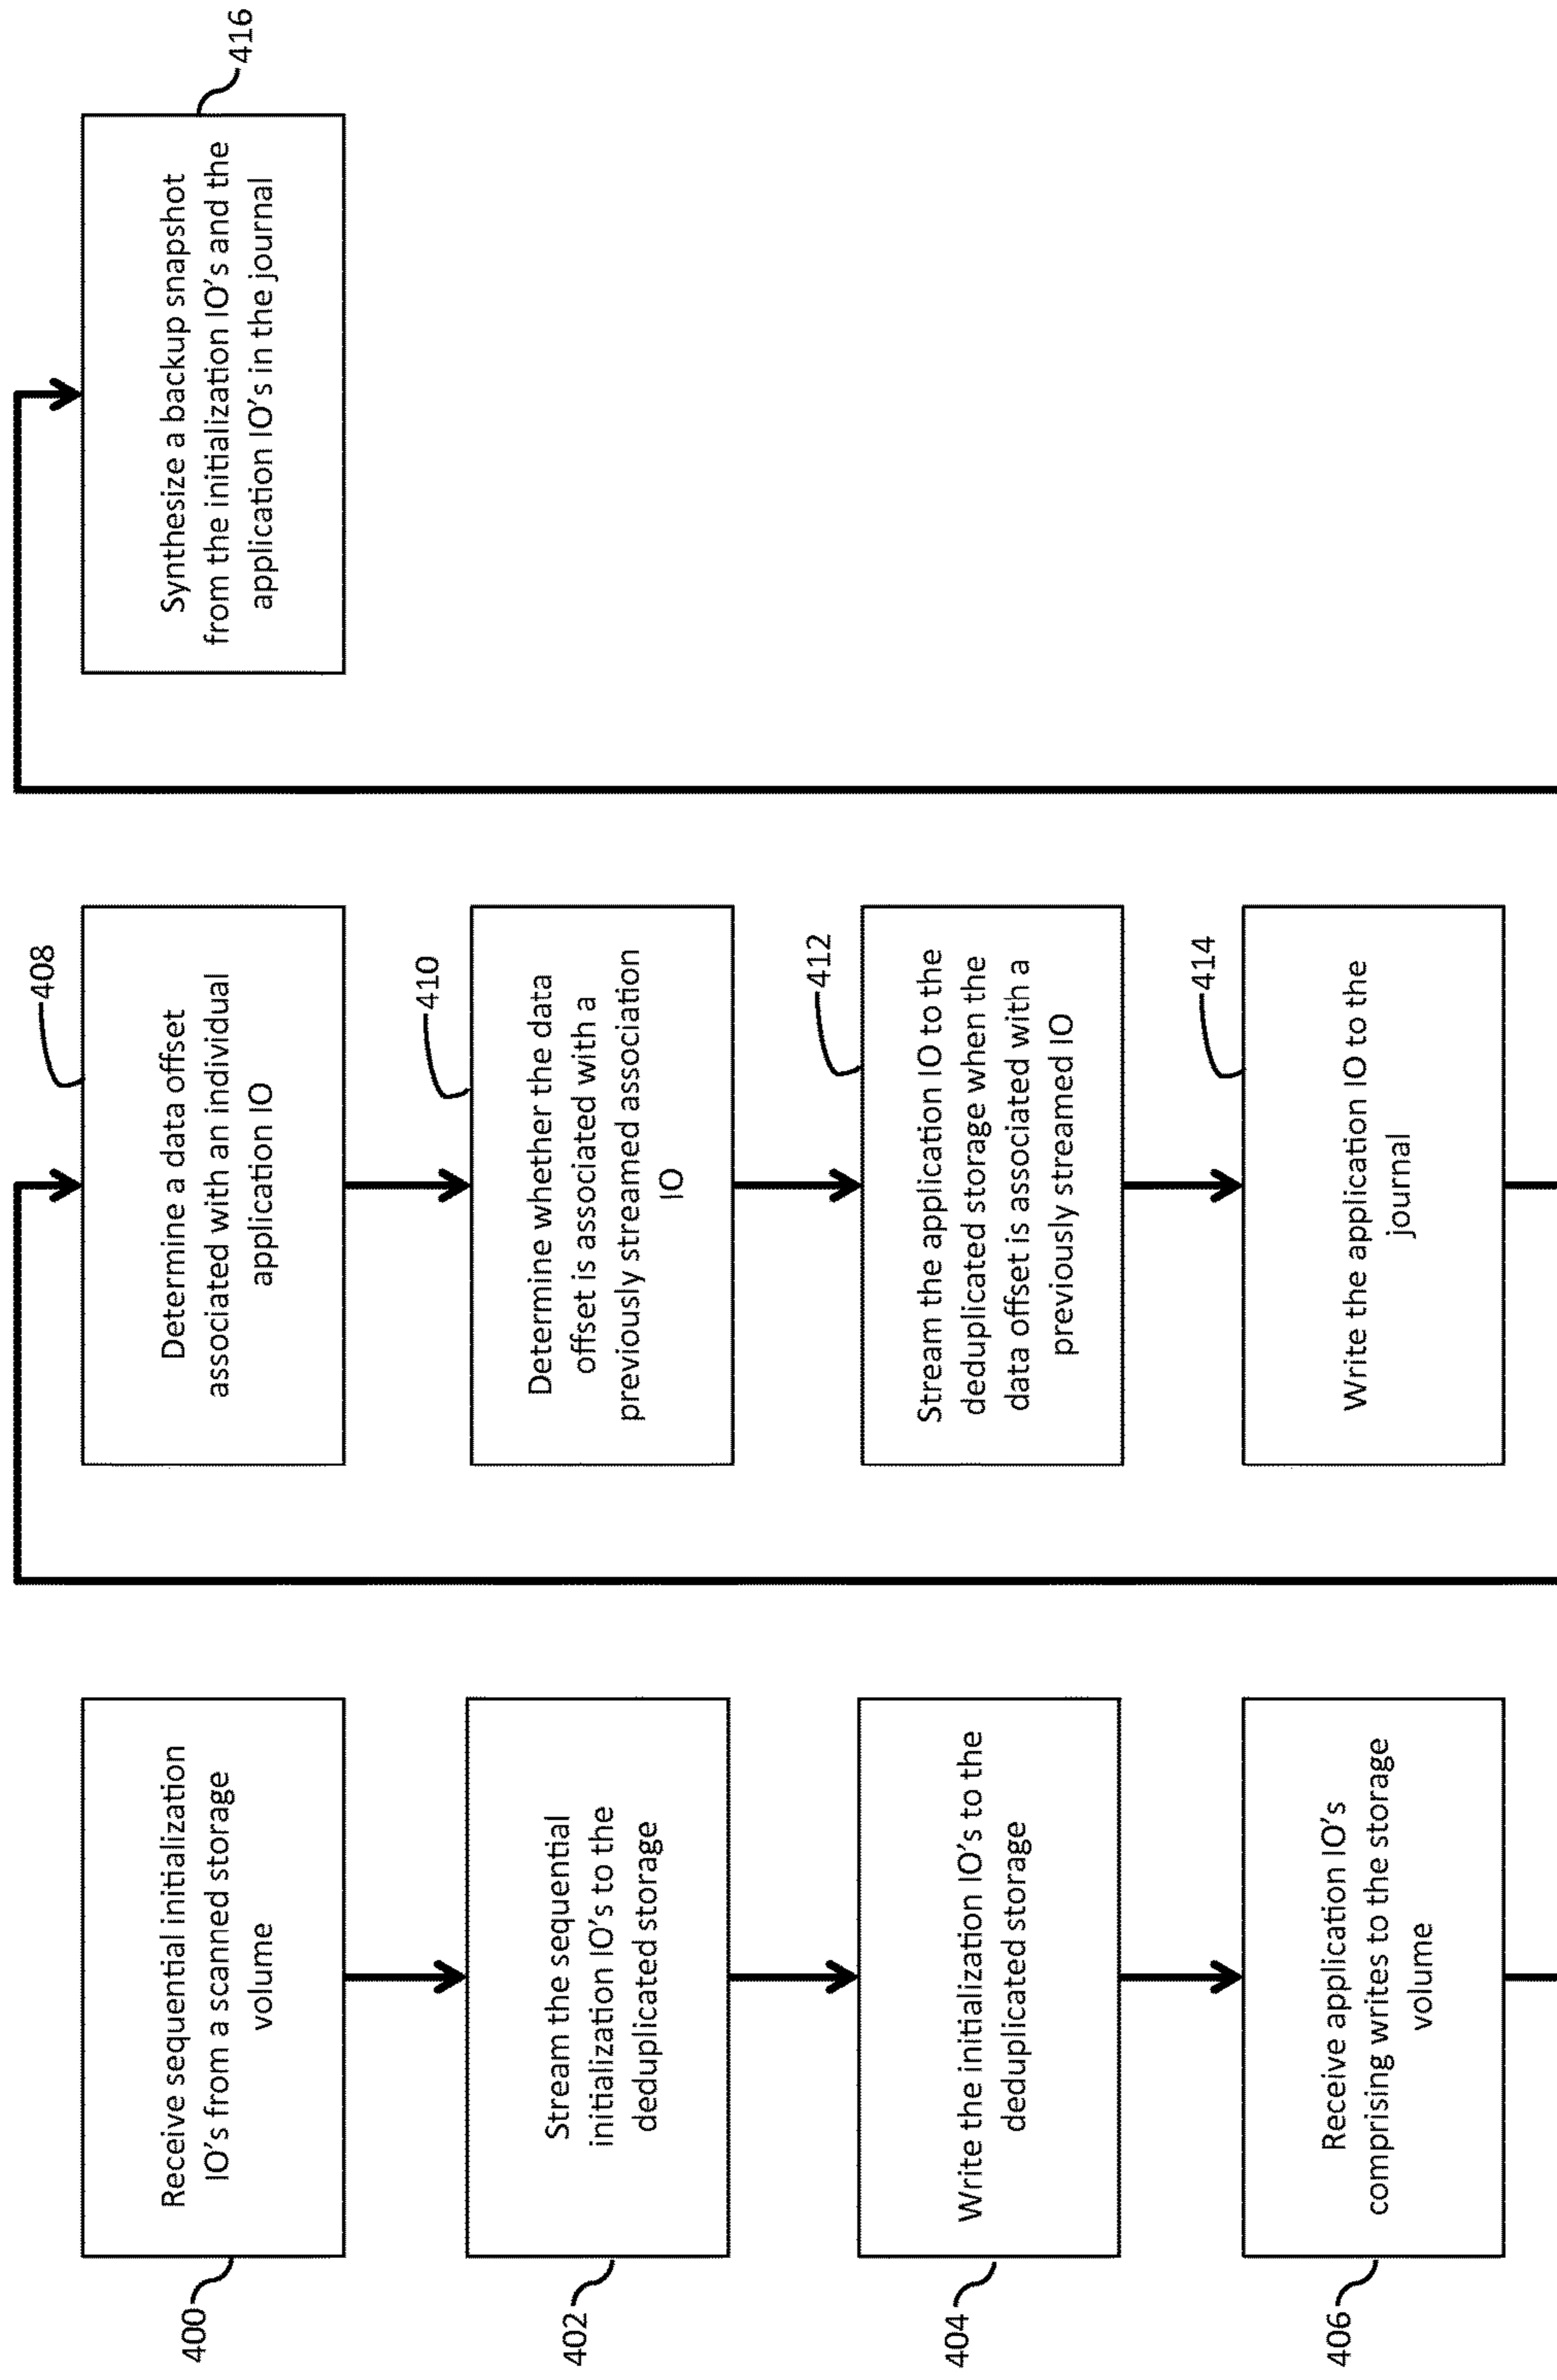 400
Receive sequential initialization
IO's from a scanned storage
volume
402
Stream the sequential
initialization IO's to the
deduplicated storage
404
Write the initialization IO's to the
deduplicated storage
406
Receive application IO's
comprising writes to the storage
volume
408
Determine a data offset
associated with an individual
application IO
410
Determine whether the data
offset is associated with a
previously streamed association
IO
412
Stream the application IO to the
deduplicated storage when the
data offset is associated with a
previously streamed IO
414
Write the application IO to the
journal
416
Synthesize a backup snapshot
from the initialization IO's and the
application IO's in the journal